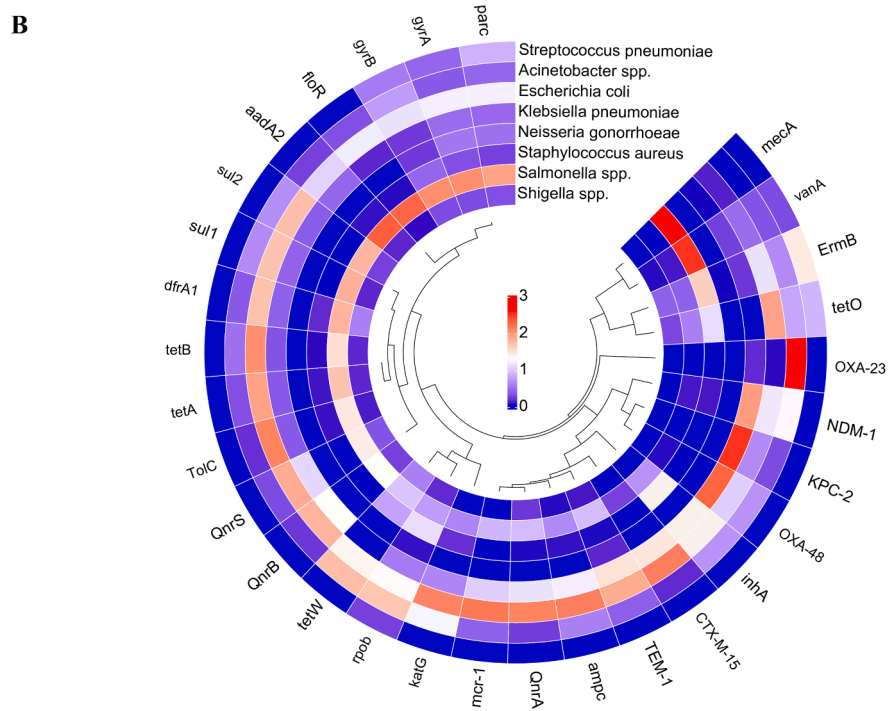 B
Streptococcus pneumoniae
Acinetobacter spp.
Escherichia coli
Klebsiella pneumoniae
Neisseria gonorrhoeae
Staphylococcus aureus
Salmonella spp.
Shigella spp.
mecA
vanA
ErmB
tetO
OXA-23
NDM-1
KPC-2
OXA-48
inhA
CTX-M-15
TEM-1
ampc
QnrA
mcr-1
katG
rpob
tetW
QnrB
QnrS
TolC
tetA
tetB
dfrA1
sul1
sul2
aadA2
floR
gyrB
gyrA
parc
3
2
1
0